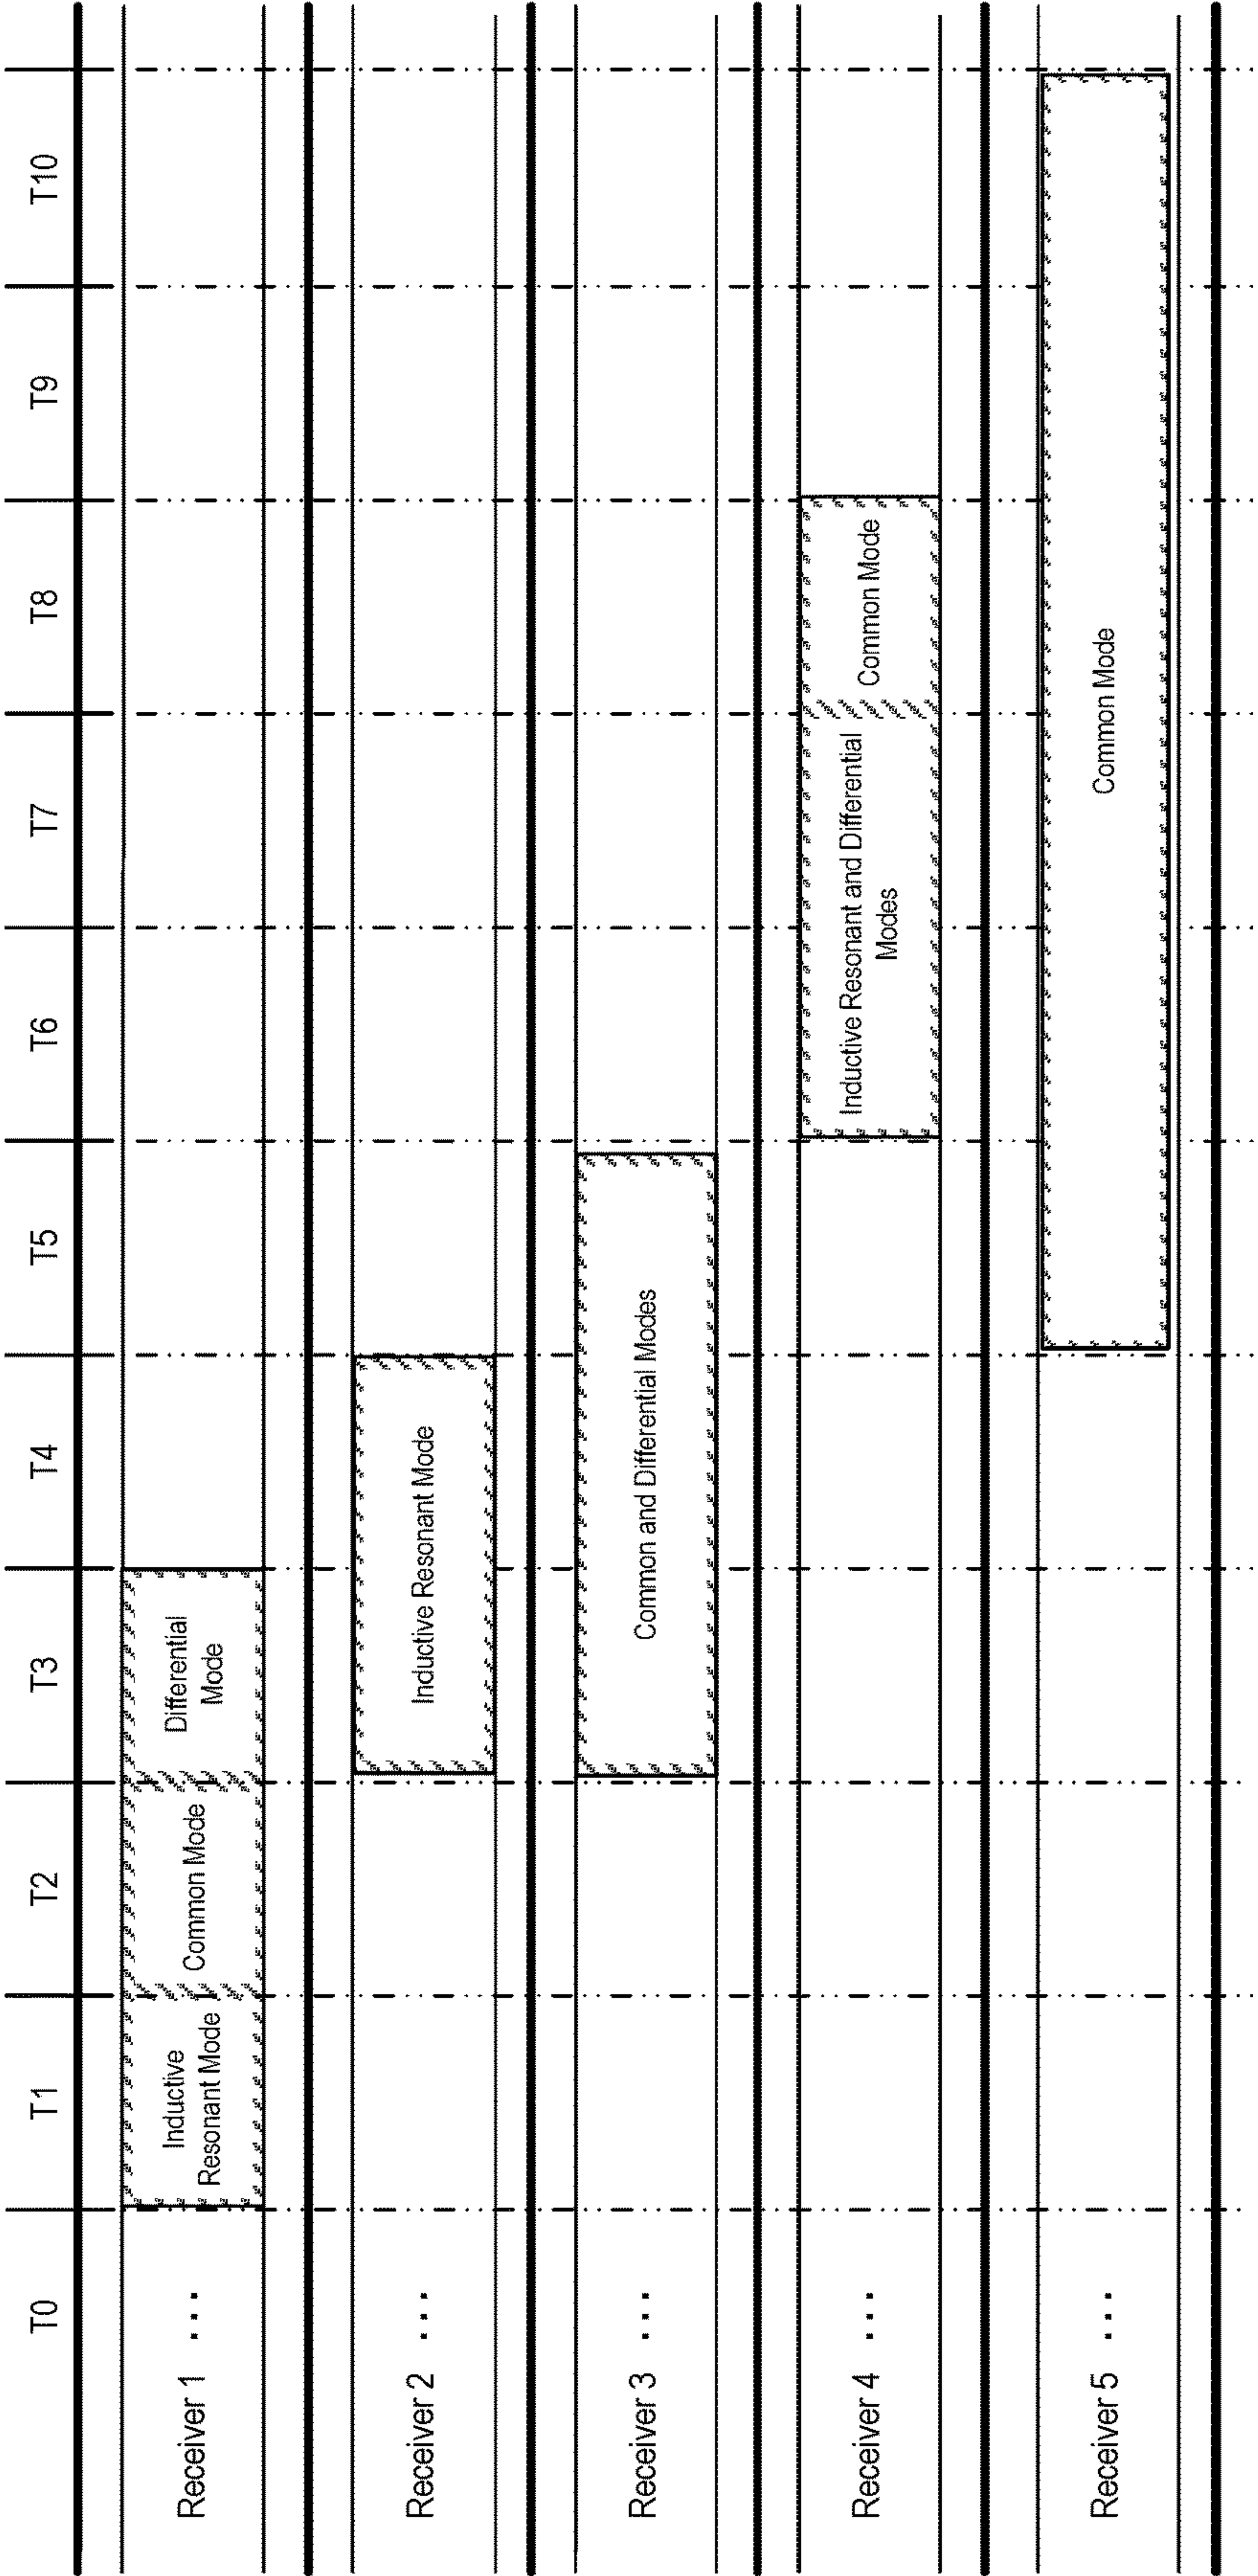 T0 T1 T2 T3 T4 T5 T6 T7 T8 T9 T10
Receiver 1 ...
Inductive
Resonant Mode
Common Mode
Differential
Mode
Receiver 2 ...
Inductive Resonant Mode
Receiver 3 ...
Common and Differential Modes
Receiver 4 ...
Inductive Resonant and Differential
Modes
Common Mode
Receiver 5 ...
Common Mode